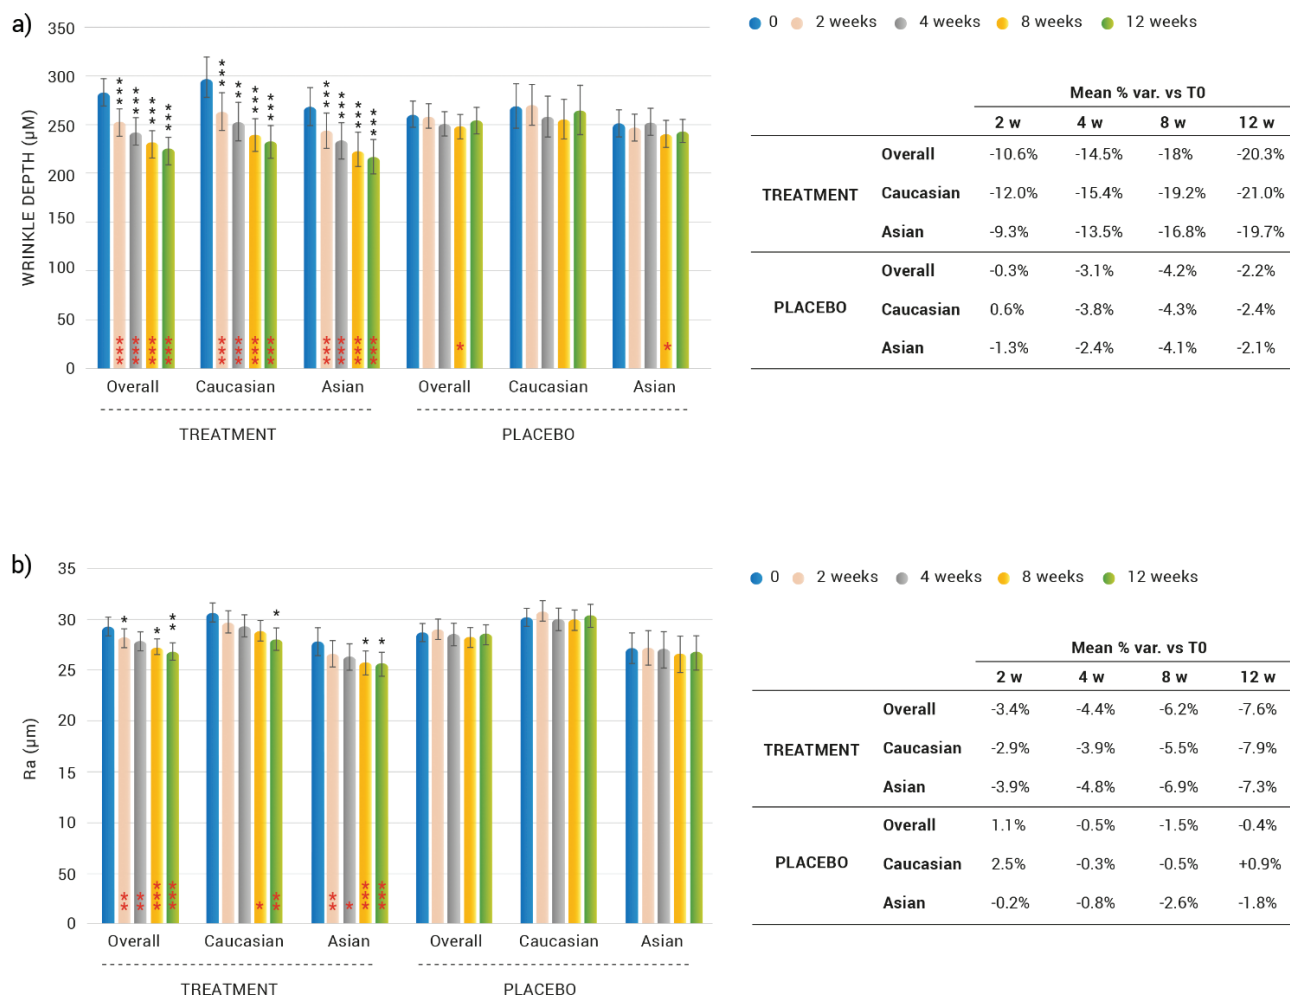 a)
0 2 weeks 4 weeks 8 weeks 12 weeks
WRINKLE DEPTH (µM)
350
300
250
200
150
100
50
0
*** *** *** *** *** ** *** *** *** *** *** ***
*** *** *** *** *** *** *** *** *** *** *** *** * *
Overall Caucasian Asian Overall Caucasian Asian
TREATMENT PLACEBO
Mean % var. vs T0
2 w 4 w 8 w 12 w
TREATMENT
Overall -10.6% -14.5% -18% -20.3%
Caucasian -12.0% -15.4% -19.2% -21.0%
Asian -9.3% -13.5% -16.8% -19.7%
PLACEBO
Overall -0.3% -3.1% -4.2% -2.2%
Caucasian 0.6% -3.8% -4.3% -2.4%
Asian -1.3% -2.4% -4.1% -2.1%
b)
0 2 weeks 4 weeks 8 weeks 12 weeks
Ra (µm)
35
30
25
20
15
10
50
0
* * ** * * *
** ** *** *** * ** ** * *** ***
Overall Caucasian Asian Overall Caucasian Asian
TREATMENT PLACEBO
Mean % var. vs T0
2 w 4 w 8 w 12 w
TREATMENT
Overall -3.4% -4.4% -6.2% -7.6%
Caucasian -2.9% -3.9% -5.5% -7.9%
Asian -3.9% -4.8% -6.9% -7.3%
PLACEBO
Overall 1.1% -0.5% -1.5% -0.4%
Caucasian 2.5% -0.3% -0.5% +0.9%
Asian -0.2% -0.8% -2.6% -1.8%